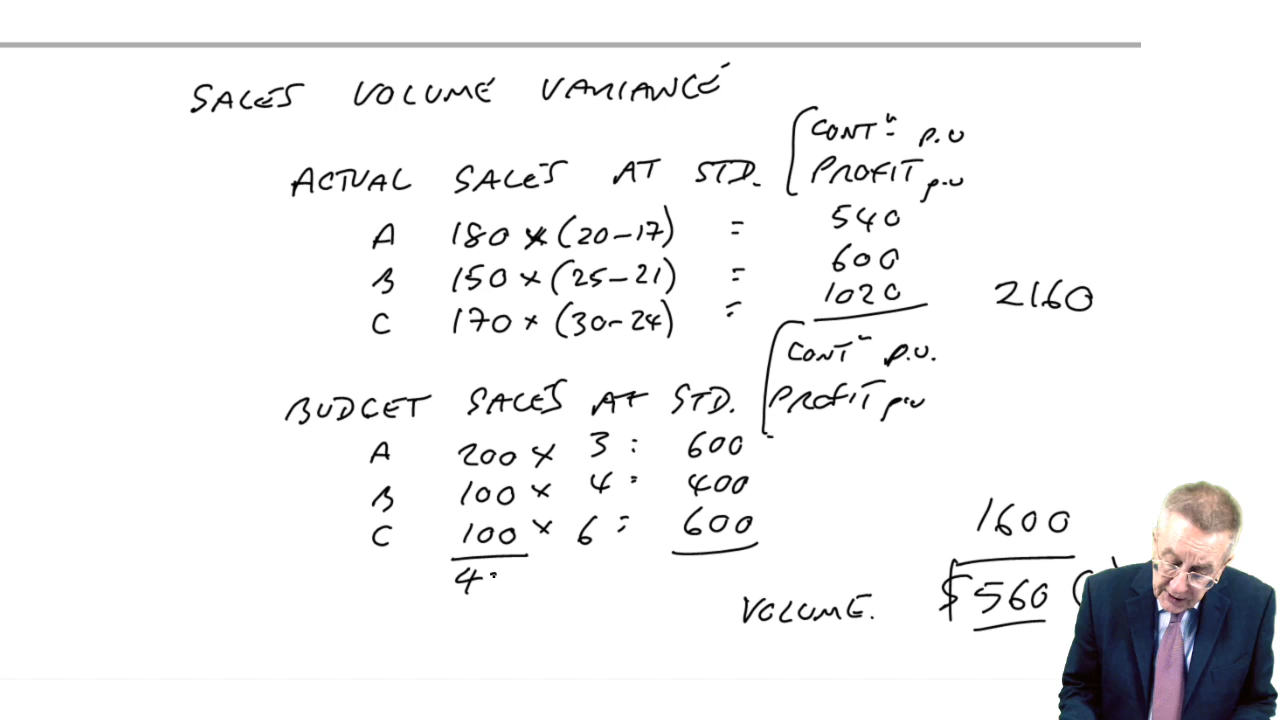 SALES VOLUME VARIANCE
CONTⁿ p.u
ACTUAL SALES AT STD. PROFIT p.u
A 180 × (20-17) = 540
B 150 × (25-21) = 600
C 170 × (30-24) = 1020 2160
CONTⁿ p.u.
BUDGET SALES AT STD. PROFIT p.u
A 200 × 3 = 600
B 100 × 4 = 400
C 100 × 6 = 600 1600
4
VOLUME. $560 (